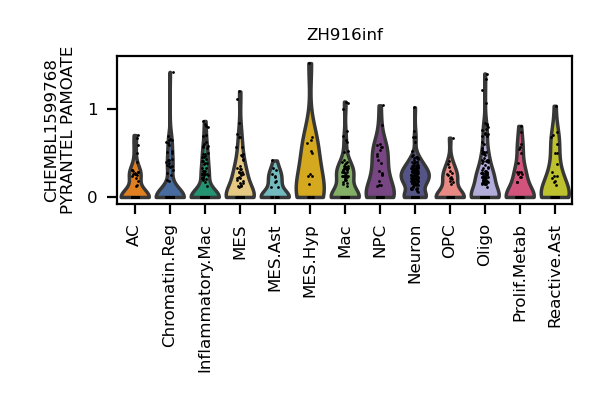 ZH916inf
CHEMBL1599768
PYRANTEL PAMOATE
1
0
AC
Chromatin.Reg
Inflammatory.Mac
MES
MES.Ast
MES.Hyp
Mac
NPC
Neuron
OPC
Oligo
Prolif.Metab
Reactive.Ast